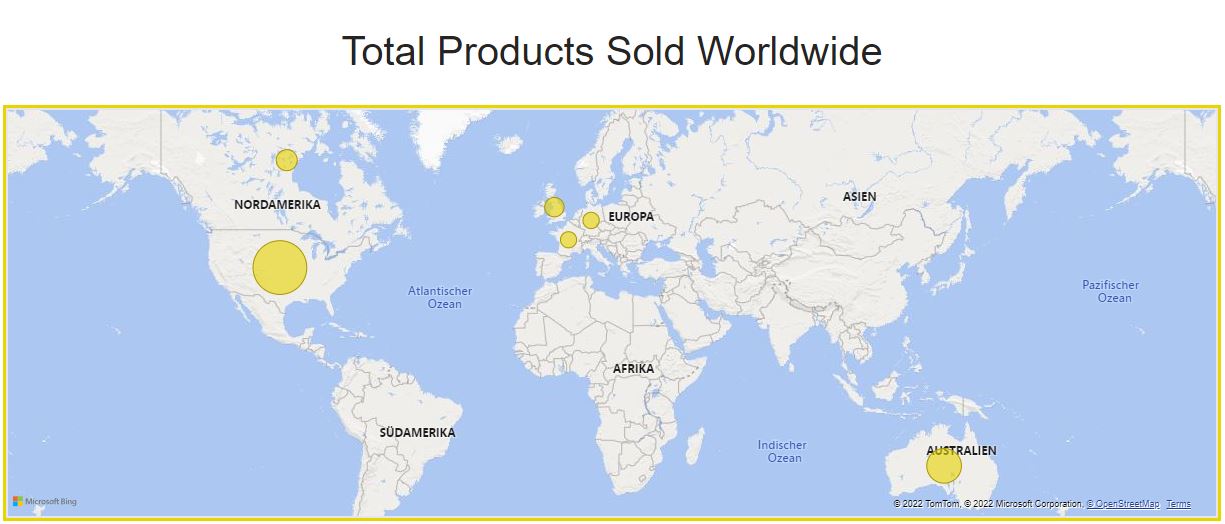 Total Products Sold Worldwide
NORDAMERIKA
EUROPA
ASIEN
Atlantischer
Ozean
Pazifischer
Ozean
AFRIKA
SÜDAMERIKA
Indischer
Ozean
AUSTRALIEN
Microsoft Bing
© 2022 TomTom, © 2022 Microsoft Corporation, © OpenStreetMap Terms